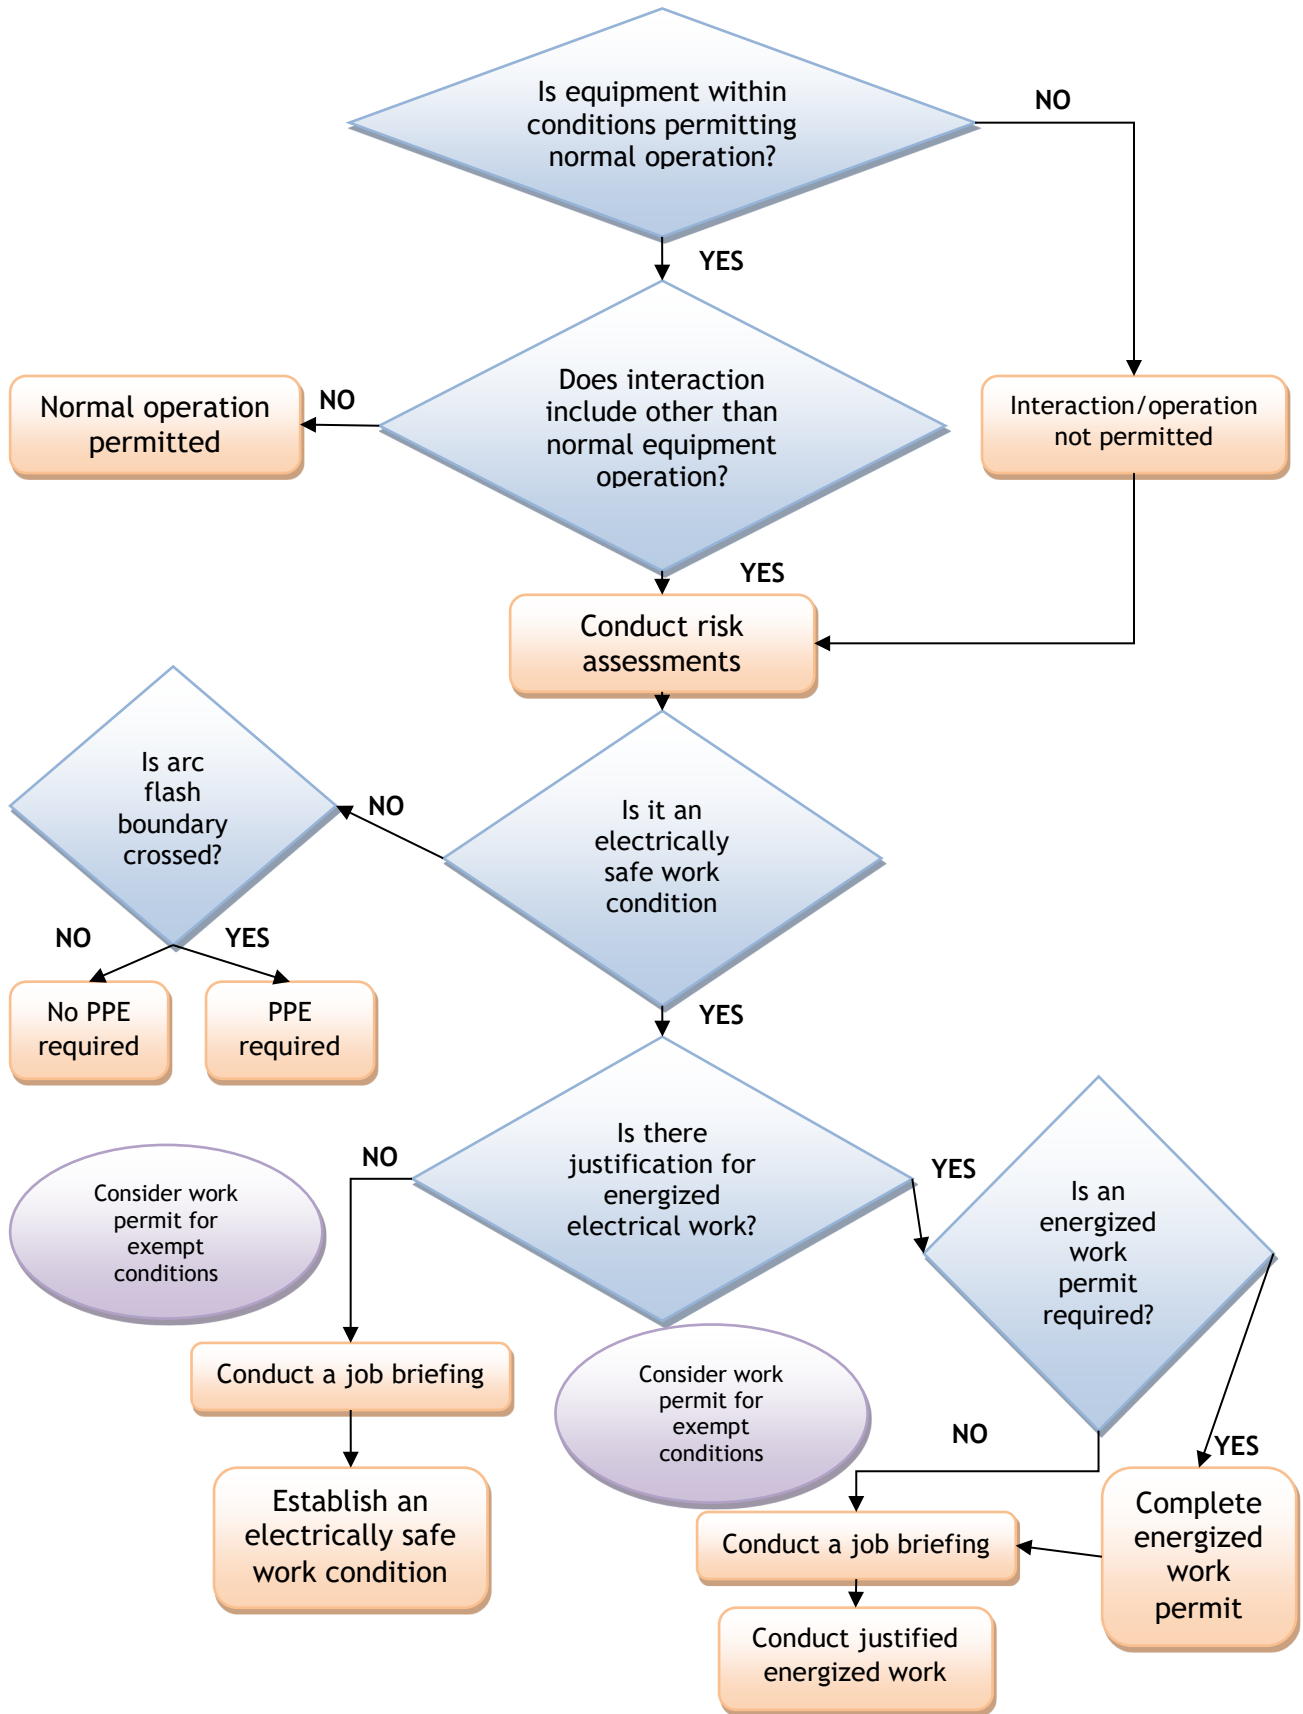 Is equipment within
conditions permitting
normal operation?
NO
YES
Does interaction
include other than
normal equipment
operation?
NO
Normal operation
permitted
Interaction/operation
not permitted
YES
Conduct risk
assessments
Is arc
flash
boundary
crossed?
NO
Is it an
electrically
safe work
condition
NO
YES
No PPE
required
PPE
required
YES
Is there
justification for
energized
electrical work?
NO
YES
Consider work
permit for
exempt
conditions
Is an
energized
work
permit
required?
Conduct a job briefing
Consider work
permit for
exempt
conditions
NO
YES
Establish an
electrically safe
work condition
Conduct a job briefing
Complete
energized
work
permit
Conduct justified
energized work